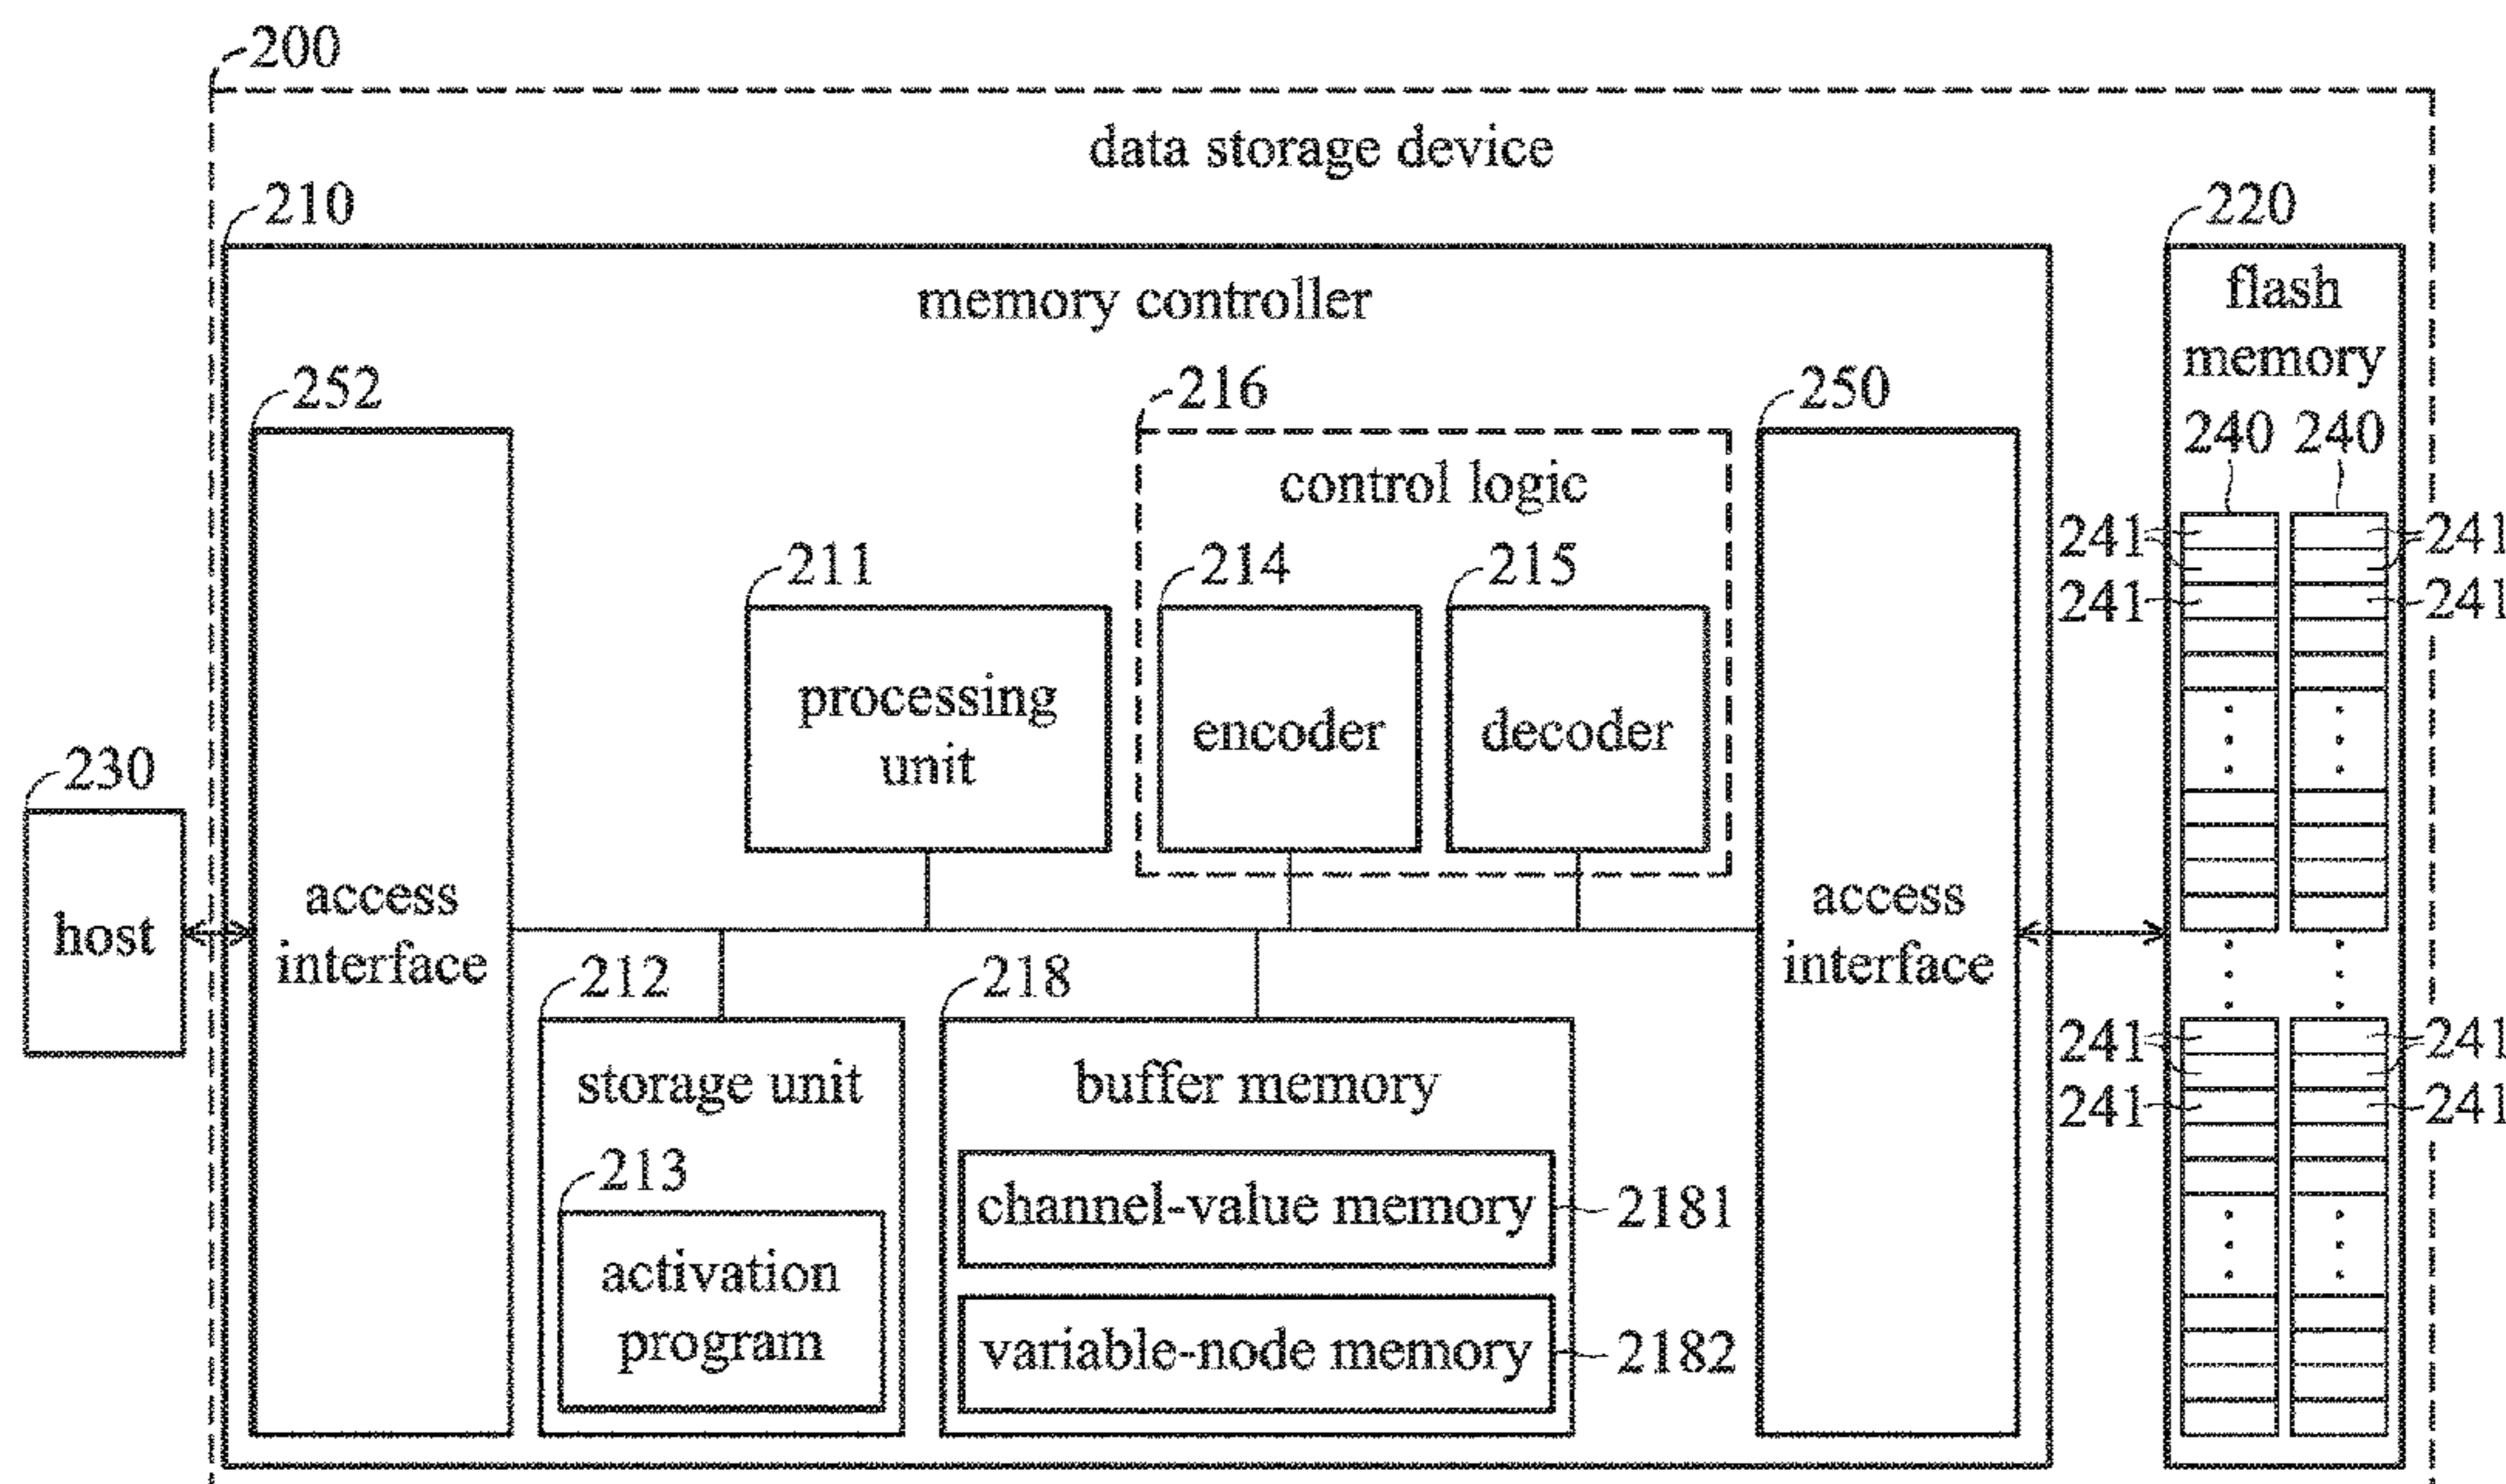 200
data storage device
210
220
memory controller
flash
memory
252
216
250
240 240
control logic
241
241
211
214
215
241
241
processing
unit
encoder
decoder
230
host
access
interface
access
interface
212
218
241
241
storage unit
buffer memory
241
241
213
channel-value memory
2181
activation
program
variable-node memory
2182